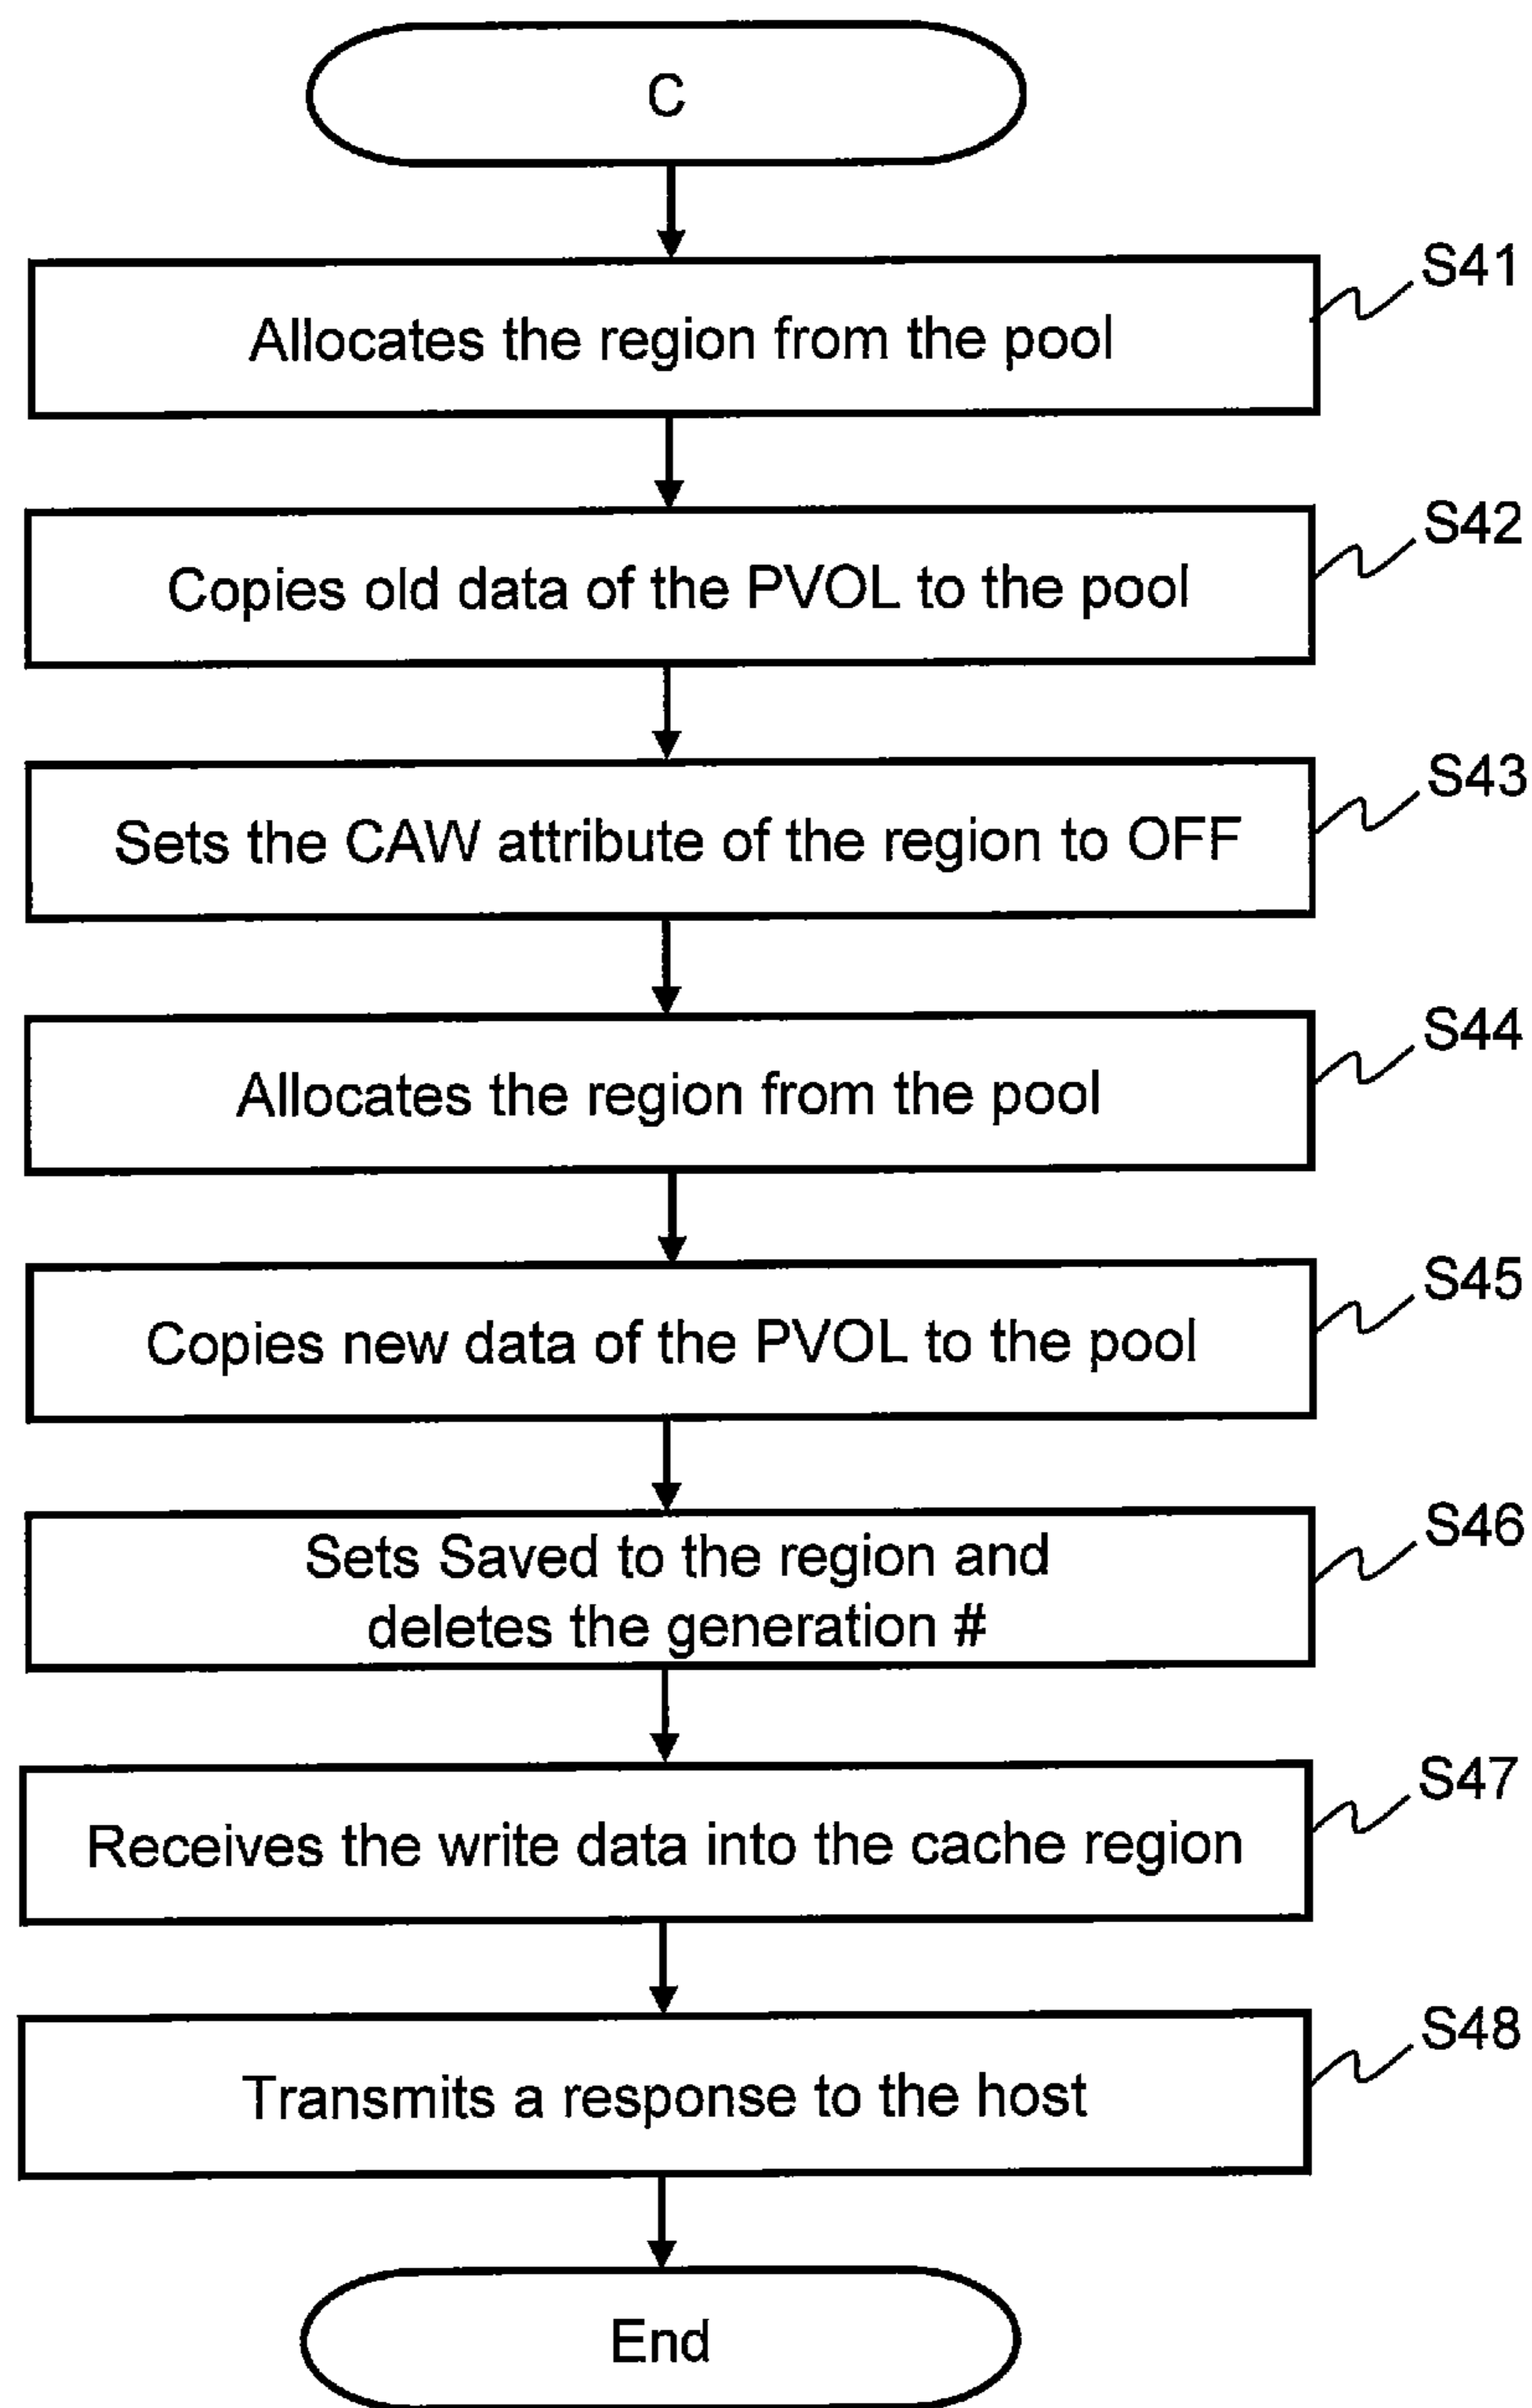 C
S41
Allocates the region from the pool
S42
Copies old data of the PVOL to the pool
S43
Sets the CAW attribute of the region to OFF
S44
Allocates the region from the pool
S45
Copies new data of the PVOL to the pool
S46
Sets Saved to the region and
deletes the generation #
S47
Receives the write data into the cache region
S48
Transmits a response to the host
End